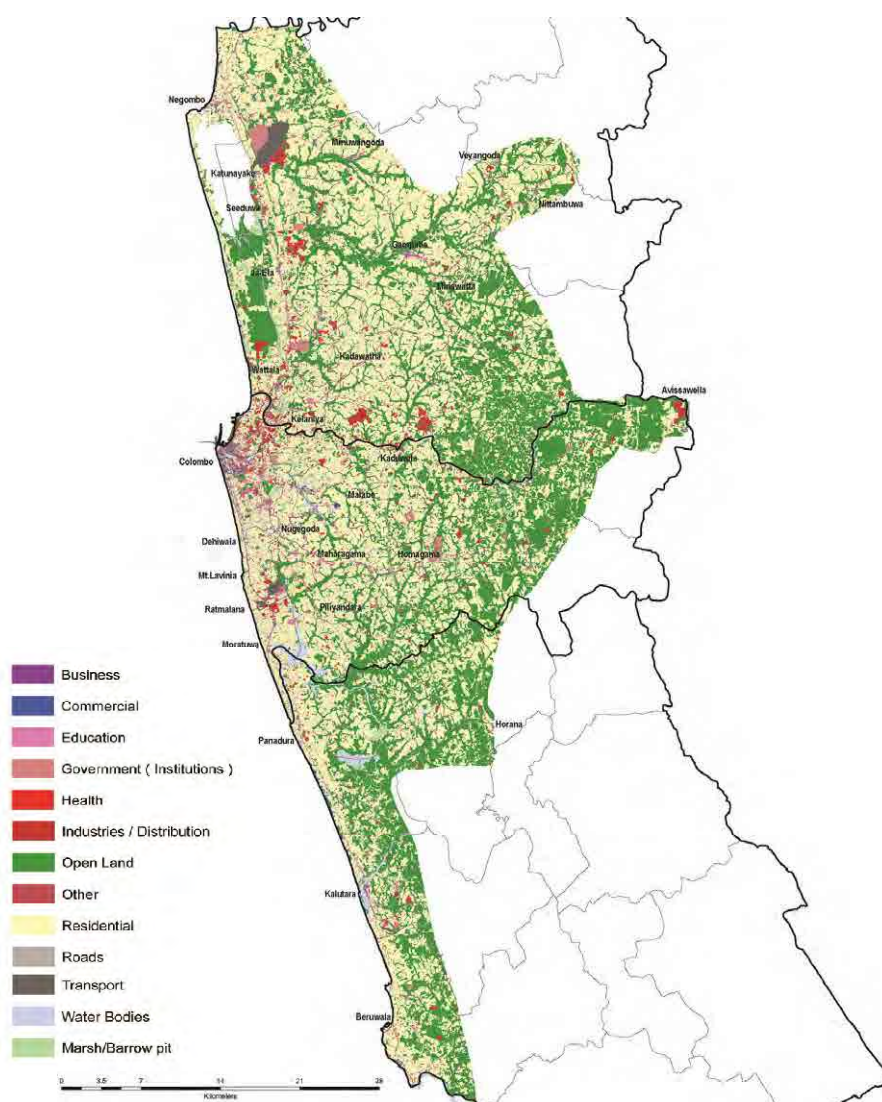 Negombo
Minuwangoda
Veyangoda
Katunayake
Nittambuwa
Seeduwa
Gampaha
Ja-Ela
Miriswatta
Kadawatha
Wattala
Avissawella
Kelaniya
Colombo
Kaduwela
Malabe
Nugegoda
Dehiwala
Maharagama
Homagama
Mt.Lavinia
Ratmalana
Piliyandara
Moratuwa
Horana
Panadura
Kalutara
Beruwala
Business
Commercial
Education
Government ( Institutions )
Health
Industries / Distribution
Open Land
Other
Residential
Roads
Transport
Water Bodies
Marsh/Barrow pit
0 3.5 7 14 21 28
Kilometers